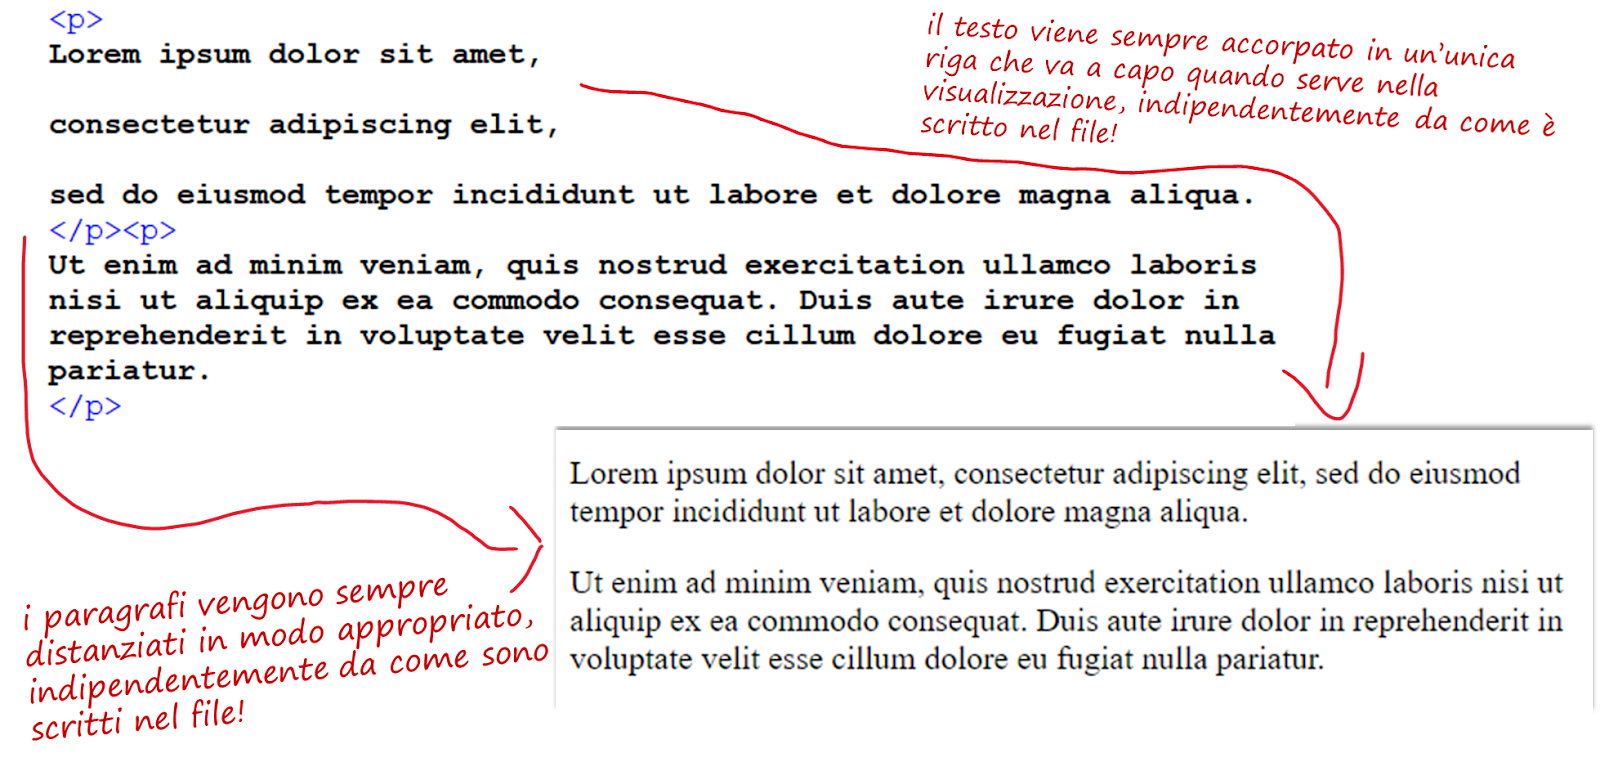 <p>
Lorem ipsum dolor sit amet,
consectetur adipiscing elit,
sed do eiusmod tempor incididunt ut labore et dolore magna aliqua.
</p><p>
Ut enim ad minim veniam, quis nostrud exercitation ullamco laboris
nisi ut aliquip ex ea commodo consequat. Duis aute irure dolor in
reprehenderit in voluptate velit esse cillum dolore eu fugiat nulla
pariatur.
</p>
il testo viene sempre accorpato in un'unica
riga che va a capo quando serve nella
visualizzazione, indipendentemente da come è
scritto nel file!
i paragrafi vengono sempre
distanziati in modo appropriato,
indipendentemente da come sono
scritti nel file!
Lorem ipsum dolor sit amet, consectetur adipiscing elit, sed do eiusmod
tempor incididunt ut labore et dolore magna aliqua.
Ut enim ad minim veniam, quis nostrud exercitation ullamco laboris nisi ut
aliquip ex ea commodo consequat. Duis aute irure dolor in reprehenderit in
voluptate velit esse cillum dolore eu fugiat nulla pariatur.